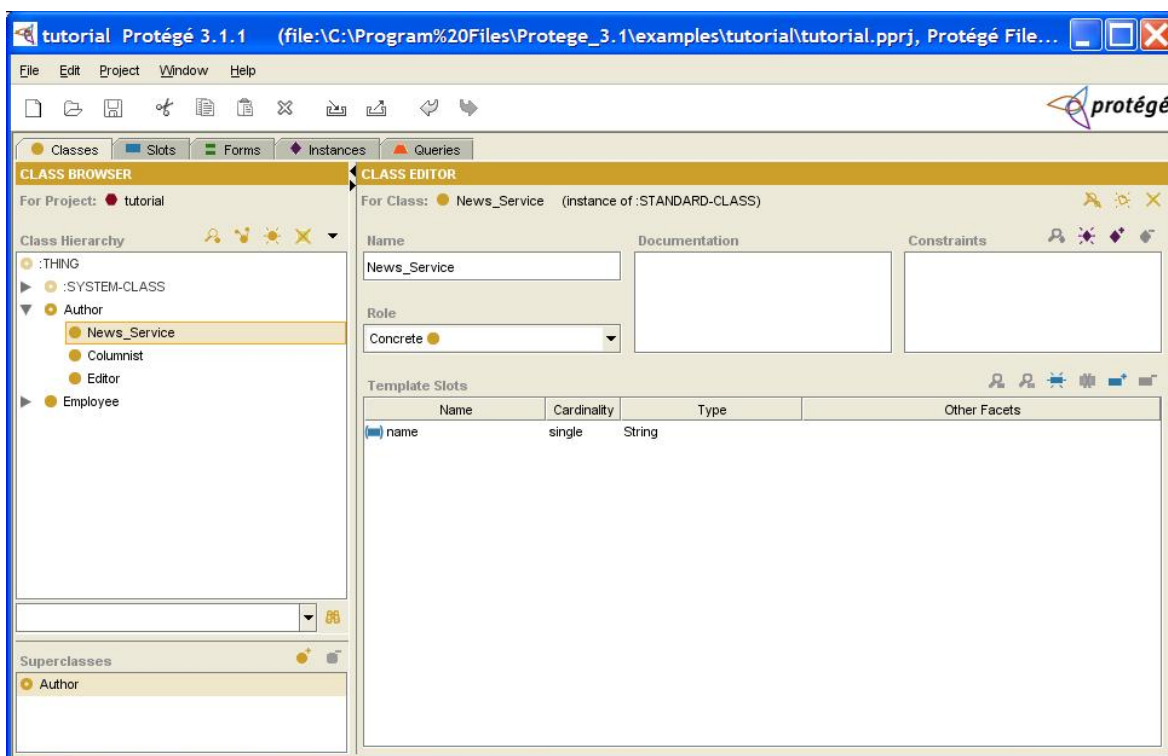 tutorial Protégé 3.1.1 (file:\C:\Program%20Files\Protege_3.1\examples\tutorial\tutorial.pprj, Protégé File...
File Edit Project Window Help
protégé
Classes Slots Forms Instances Queries
CLASS BROWSER
For Project: tutorial
Class Hierarchy
:THING
:SYSTEM-CLASS
Author
News_Service
Columnist
Editor
Employee
Superclasses
Author
CLASS EDITOR
For Class: News_Service (instance of :STANDARD-CLASS)
Name Documentation Constraints
News_Service
Role
Concrete
Template Slots
Name Cardinality Type Other Facets
name single String